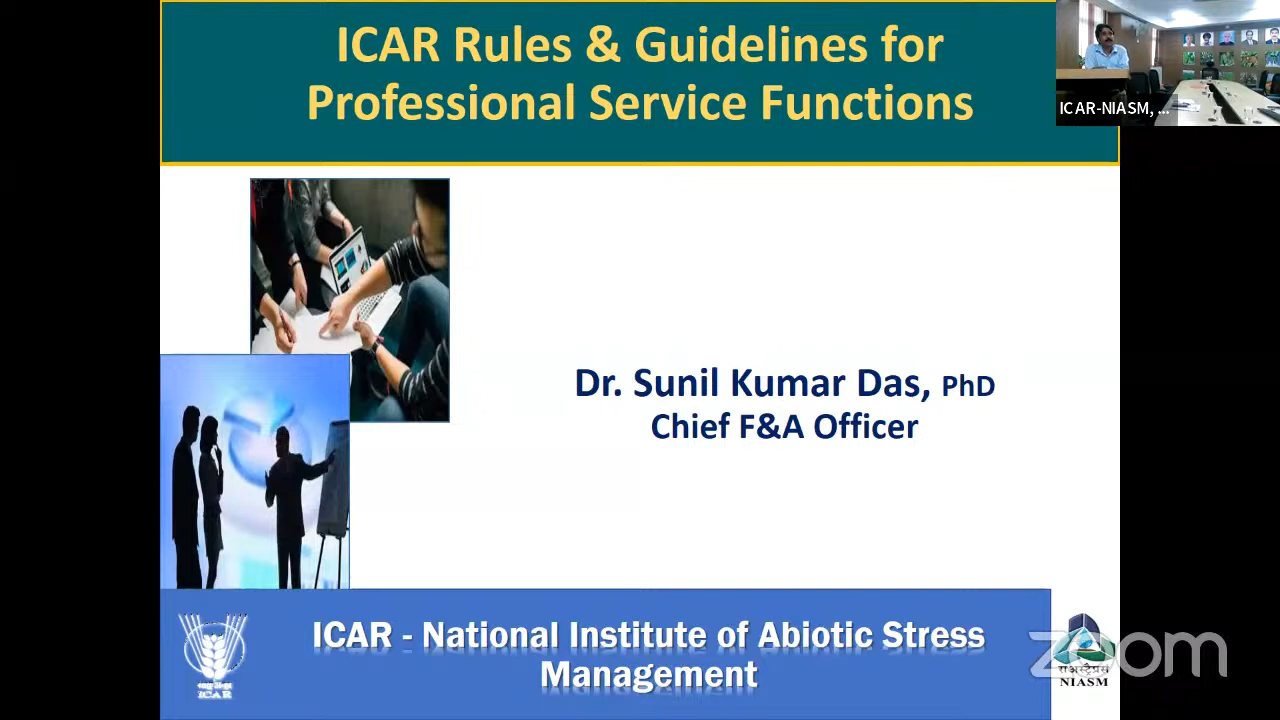 ICAR Rules & Guidelines for
Professional Service Functions
ICAR-NIASM, ...
Dr. Sunil Kumar Das, PhD
Chief F&A Officer
ICAR - National Institute of Abiotic Stress
Management
ICAR
zoom
NIASM